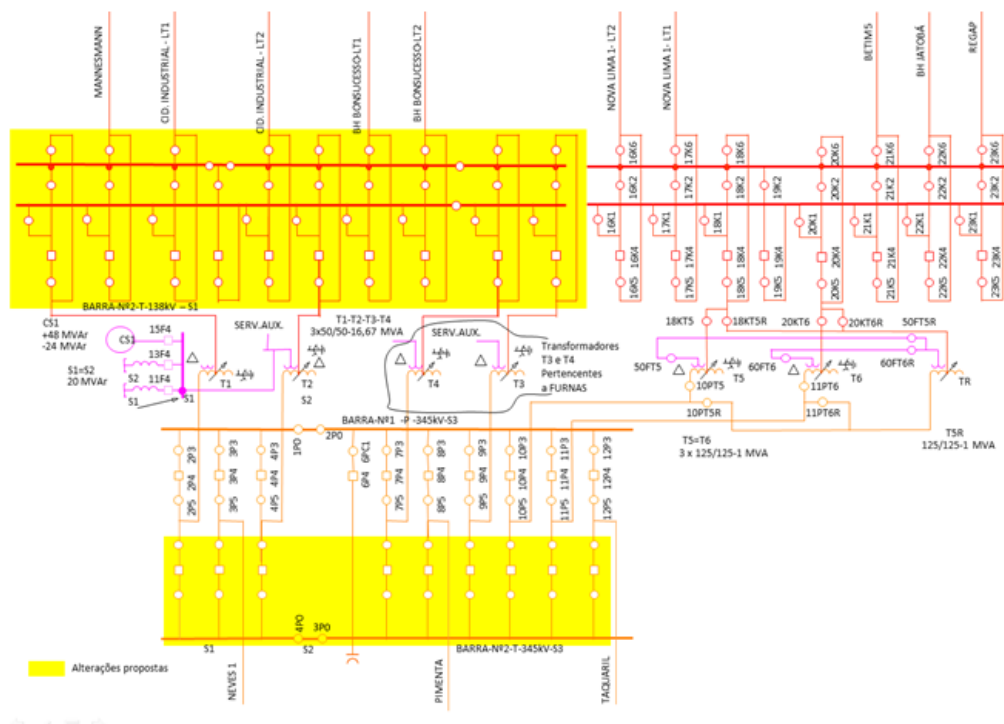 MANNESMANN
CID. INDUSTRIAL - LT1
CID. INDUSTRIAL - LT2
BH BONSUCESSO-LT1
BH BONSUCESSO-LT2
NOVA LIMA 1- LT2
NOVA LIMA 1- LT1
BETIM5
BH JATOBÁ
REGAP
16K6
17K6
18K6
20K6
21K6
22K6
23K6
16K2
17K2
18K2
19K2
20K2
21K2
22K2
23K2
16K1
17K1
18K1
20K1
21K1
22K1
23K1
16K4
17K4
18K4
19K4
20K4
21K4
22K4
23K4
16K5
17K5
18K5
19K5
20K5
21K5
22K5
23K5
BARRA-Nº2-T-138kV – S1
CS1
+48 MVAr
-24 MVAr
CS1
15F4
13F4
11F4
S1=S2
20 MVAr
S2
S1
S1
SERV.AUX.
T1
T2
S2
T1-T2-T3-T4
3x50/50-16,67 MVA
SERV.AUX.
T4
T3
Transformadores
T3 e T4
Pertencentes
a FURNAS
18KT5
18KT5R
20KT6
20KT6R
50FT5R
50FT5
60FT6
60FT6R
T5
T6
TR
10PT5
11PT6
10PT5R
11PT6R
T5=T6
3 x 125/125-1 MVA
T5R
125/125-1 MVA
BARRA-Nº1 -P -345kV-S3
1P0
2P0
2P3
3P3
4P3
6PC1
7P3
8P3
9P3
10P3
11P3
12P3
2P4
3P4
4P4
6P4
7P4
8P4
9P4
10P4
11P4
12P4
2P5
3P5
4P5
7P5
8P5
9P5
10P5
11P5
12P5
4P0
3P0
S1
S2
BARRA-Nº2-T-345kV-S3
NEVES 1
PIMENTA
TAQUARIL
Alterações propostas